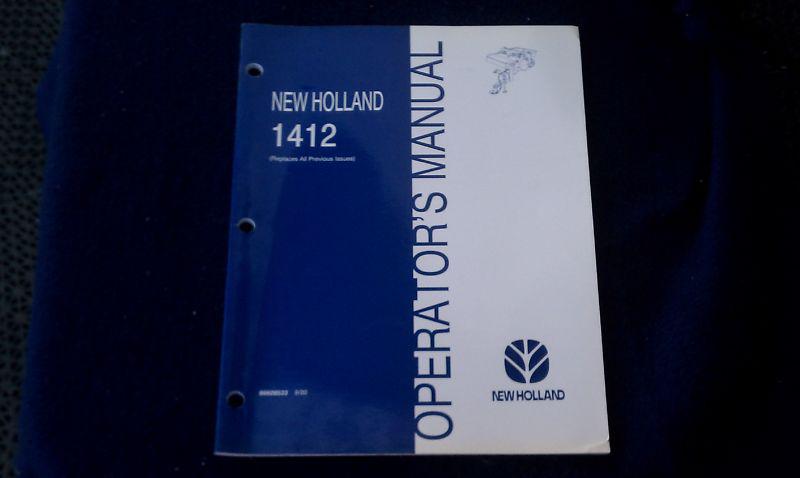 NEW HOLLAND
1412
(Replaces All Previous Issues)
OPERATOR'S MANUAL
NEW HOLLAND